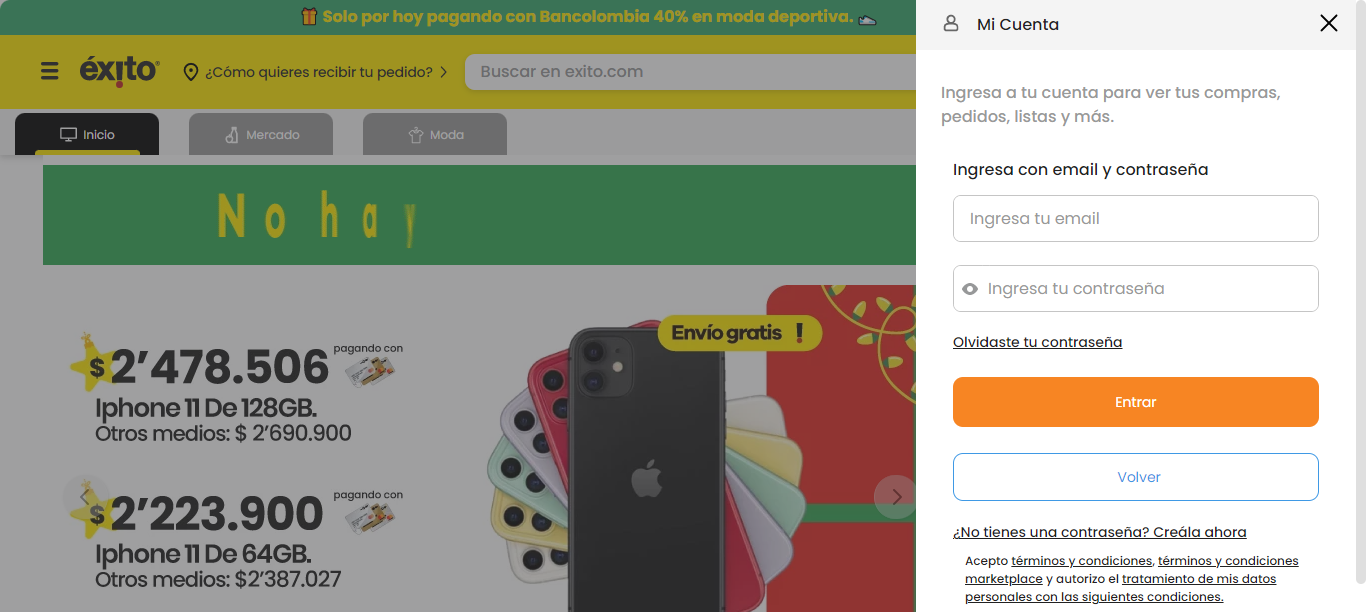 Solo por hoy pagando con Bancolombia 40% en moda deportiva.
éxito
¿Cómo quieres recibir tu pedido?
Buscar en exito.com
Inicio
Mercado
Moda
No hay
$2’478.506
pagando con
Iphone 11 De 128GB.
Otros medios: $ 2’690.900
$2’223.900
pagando con
Iphone 11 De 64GB.
Otros medios: $2’387.027
Envío gratis !
Mi Cuenta
Ingresa a tu cuenta para ver tus compras,
pedidos, listas y más.
Ingresa con email y contraseña
Ingresa tu email
Ingresa tu contraseña
Olvidaste tu contraseña
Entrar
Volver
¿No tienes una contraseña? Creála ahora
Acepto términos y condiciones, términos y condiciones
marketplace y autorizo el tratamiento de mis datos
personales con las siguientes condiciones.